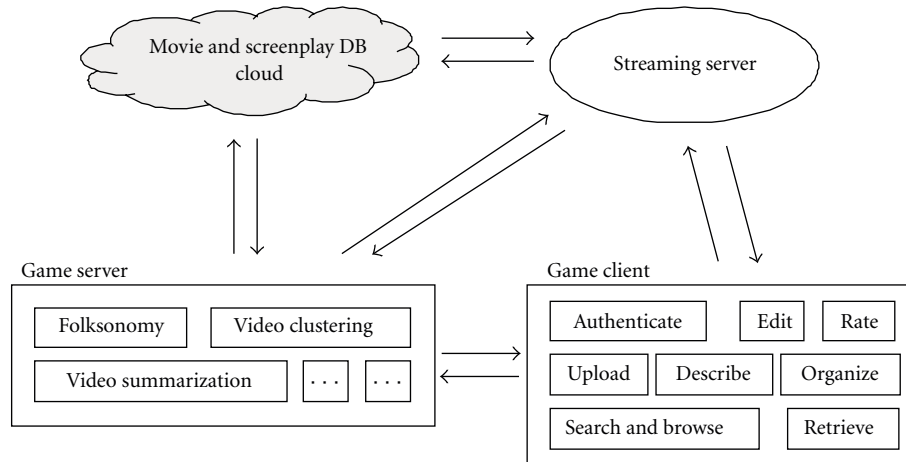 Movie and screenplay DB
cloud
Streaming server
Game server
Folksonomy
Video clustering
Video summarization
. . .
. . .
Game client
Authenticate
Edit
Rate
Upload
Describe
Organize
Search and browse
Retrieve